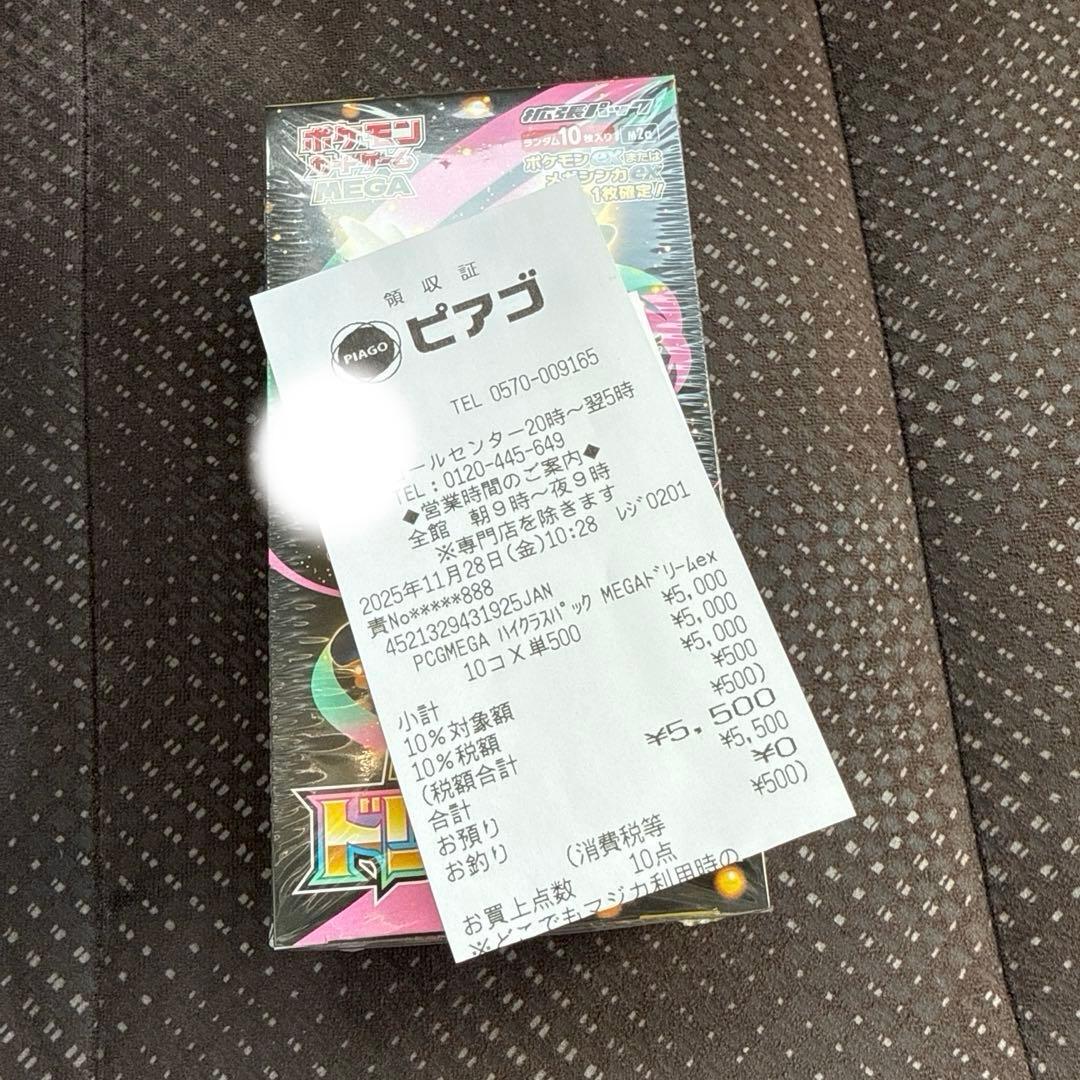 ポケモン
カードゲーム
MEGA
拡張パック
ランダム10枚入り M2a
ポケモンexまたは
メガシンカex
1枚確定!!
領収証
PIAGO ピアゴ
TEL 0570-009165
ールセンター20時～翌5時
TEL:0120-445-649
◆営業時間のご案内◆
全館 朝9時～夜9時
※専門店を除きます
2025年11月28日(金)10:28 レジ0201
責No*****888
4521329431925JAN
PCGMEGA ハイクラスパック MEGAドリームex
10コ X 単500 ¥5,000
小計 ¥5,000
10%対象額 ¥5,000
10%税額 ¥500
(税額合計 ¥500)
合計 ¥5,500
お預り ¥5,500
お釣り ¥0
(消費税等 ¥500)
お買上点数 10点
※どこでもフジカ利用時の
ド